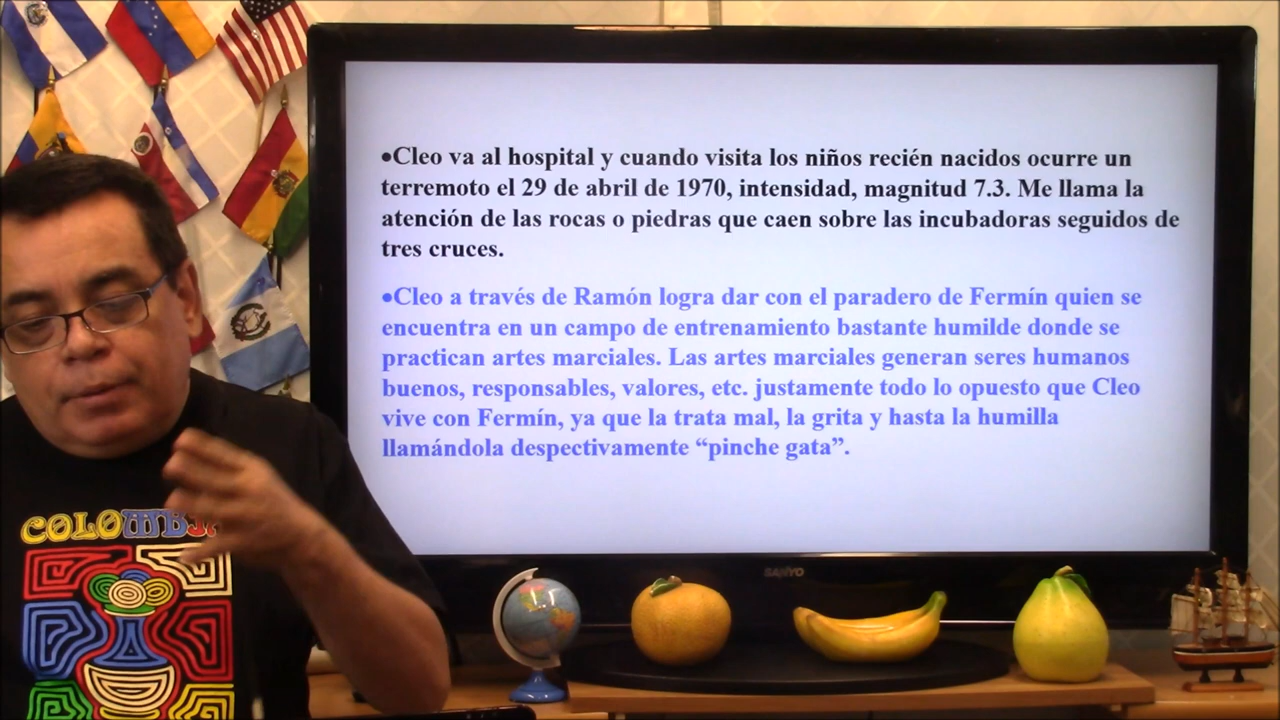 •Cleo va al hospital y cuando visita los niños recién nacidos ocurre un
terremoto el 29 de abril de 1970, intensidad, magnitud 7.3. Me llama la
atención de las rocas o piedras que caen sobre las incubadoras seguidos de
tres cruces.
•Cleo a través de Ramón logra dar con el paradero de Fermín quien se
encuentra en un campo de entrenamiento bastante humilde donde se
practican artes marciales. Las artes marciales generan seres humanos
buenos, responsables, valores, etc. justamente todo lo opuesto que Cleo
vive con Fermín, ya que la trata mal, la grita y hasta la humilla
llamándola despectivamente “pinche gata”.
SANYO
COLOMBIA